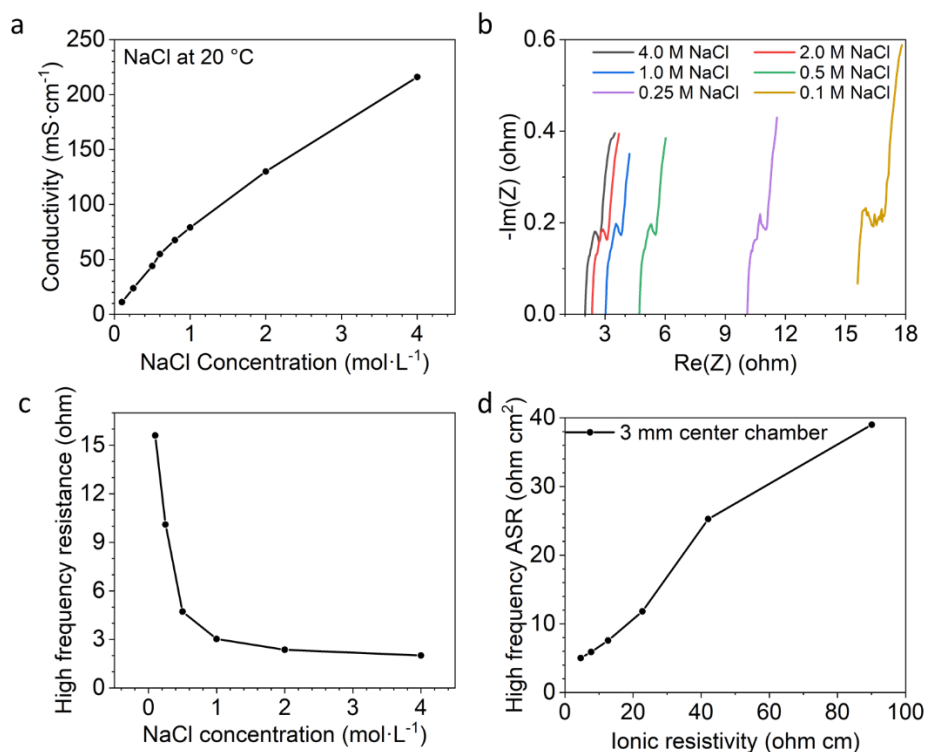 a
NaCl at 20 °C
250
200
150
100
50
0
0 1 2 3 4
Conductivity (mS·cm⁻¹)
NaCl Concentration (mol·L⁻¹)
b
4.0 M NaCl 2.0 M NaCl
1.0 M NaCl 0.5 M NaCl
0.25 M NaCl 0.1 M NaCl
0.6
0.4
0.2
0.0
3 6 9 12 15 18
-Im(Z) (ohm)
Re(Z) (ohm)
c
15
12
9
6
3
0
0 1 2 3 4
High frequency resistance (ohm)
NaCl concentration (mol·L⁻¹)
d
3 mm center chamber
40
30
20
10
0
0 20 40 60 80 100
High frequency ASR (ohm cm²)
Ionic resistivity (ohm cm)